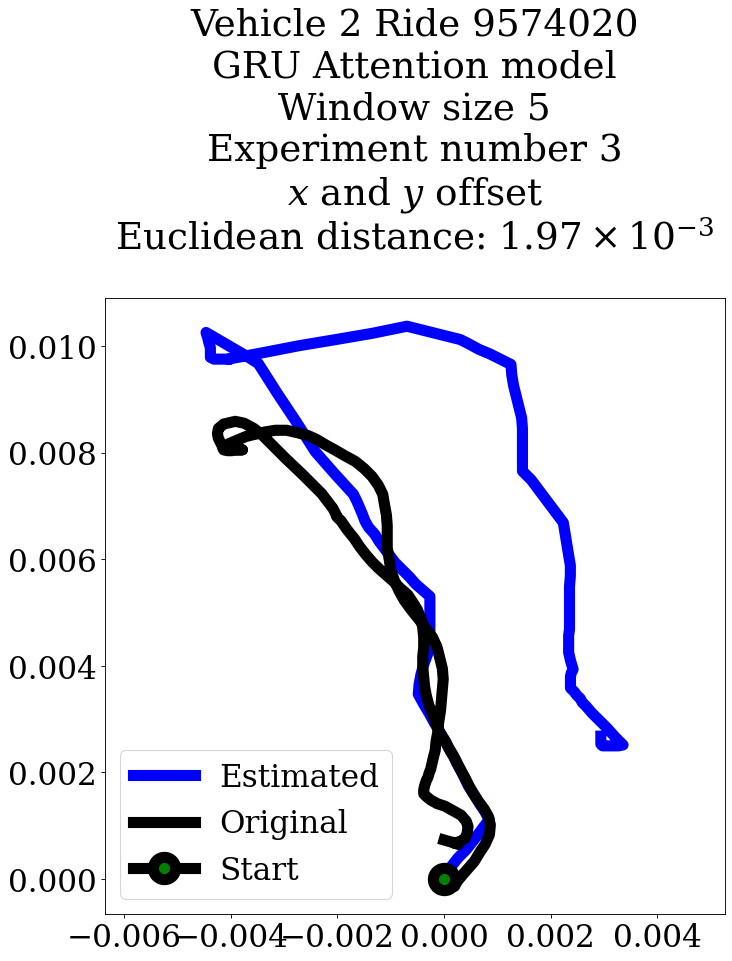 Vehicle 2 Ride 9574020
GRU Attention model
Window size 5
Experiment number 3
x and y offset
Euclidean distance: 1.97 × 10⁻³
0.010
0.008
0.006
0.004
0.002
0.000
Estimated
Original
Start
−0.006 −0.004 −0.002 0.000 0.002 0.004